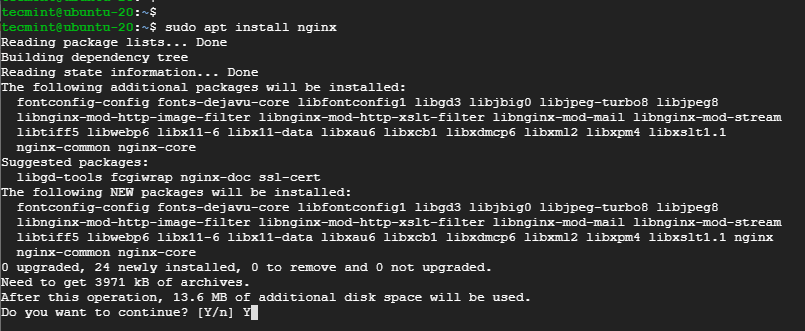 tecmint@ubuntu-20:~$
tecmint@ubuntu-20:~$ sudo apt install nginx
Reading package lists... Done
Building dependency tree
Reading state information... Done
The following additional packages will be installed:
  fontconfig-config fonts-dejavu-core libfontconfig1 libgd3 libjbig0 libjpeg-turbo8 libjpeg8
  libnginx-mod-http-image-filter libnginx-mod-http-xslt-filter libnginx-mod-mail libnginx-mod-stream
  libtiff5 libwebp6 libx11-6 libx11-data libxau6 libxcb1 libxdmcp6 libxml2 libxpm4 libxslt1.1
  nginx-common nginx-core
Suggested packages:
  libgd-tools fcgiwrap nginx-doc ssl-cert
The following NEW packages will be installed:
  fontconfig-config fonts-dejavu-core libfontconfig1 libgd3 libjbig0 libjpeg-turbo8 libjpeg8
  libnginx-mod-http-image-filter libnginx-mod-http-xslt-filter libnginx-mod-mail libnginx-mod-stream
  libtiff5 libwebp6 libx11-6 libx11-data libxau6 libxcb1 libxdmcp6 libxml2 libxpm4 libxslt1.1 nginx
  nginx-common nginx-core
0 upgraded, 24 newly installed, 0 to remove and 0 not upgraded.
Need to get 3971 kB of archives.
After this operation, 13.6 MB of additional disk space will be used.
Do you want to continue? [Y/n] Y